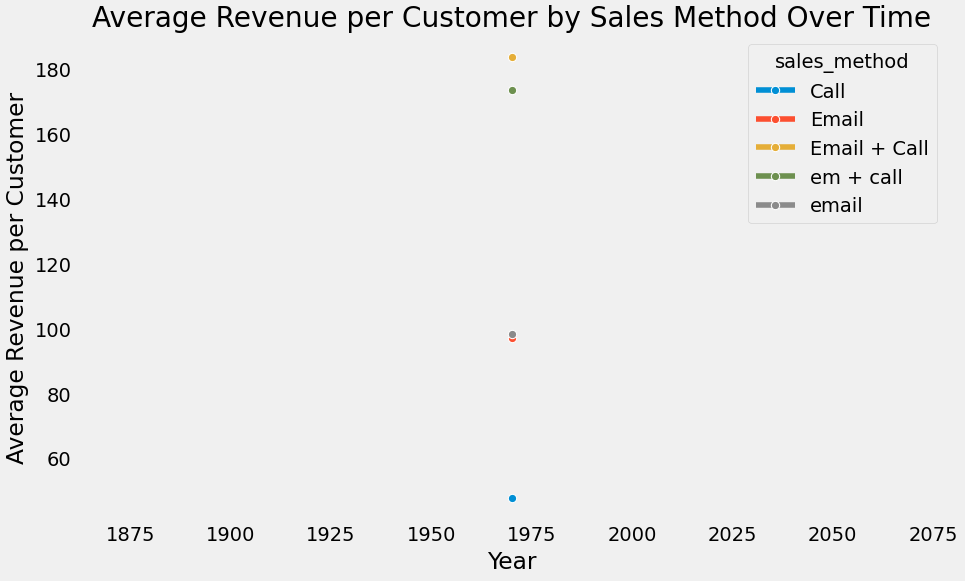 Average Revenue per Customer by Sales Method Over Time
Average Revenue per Customer
180
160
140
120
100
80
60
sales_method
Call
Email
Email + Call
em + call
email
1875 1900 1925 1950 1975 2000 2025 2050 2075
Year